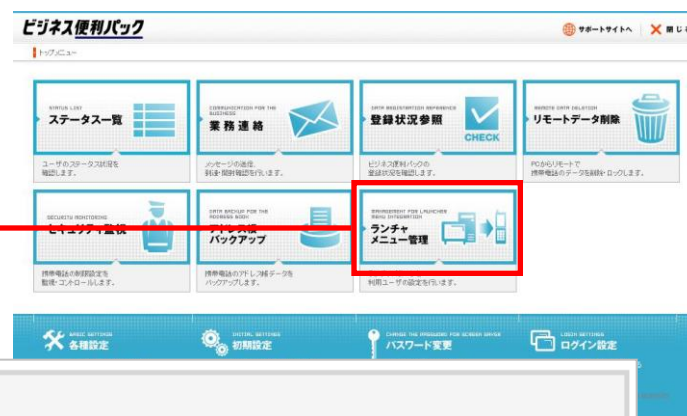 ビジネス便利パック
サポートサイトへ
トップメニュー
STATUS LIST
ステータス一覧
COMMUNICATION FOR THE BUSINESS
業務連絡
DATA REGISTRATION REFERENCE
登録状況参照
CHECK
REMOTE DATA DELETION
リモートデータ削除
ユーザのステータス状況を
確認します。
メッセージの送信、
到達・開封確認を行います。
ビジネス便利パックの
登録状況を確認します。
PCからリモートで
携帯電話のデータを削除・ロックします。
SECURITY MONITORING
セキュリティ監視
DATA BACKUP FOR THE ADDRESS BOOK
アドレス帳
バックアップ
MANAGEMENT FOR LAUNCHER MENU INTEGRATION
ランチャ
メニュー管理
携帯電話の制限設定を
監視・コントロールします。
携帯電話のアドレス帳データを
バックアップします。
利用ユーザの設定を行います。
BASIC SETTINGS
各種設定
INITIAL SETTINGS
初期設定
CHANGE THE PASSWORD FOR SCREEN SAVER
パスワード変更
LOGIN SETTINGS
ログイン設定